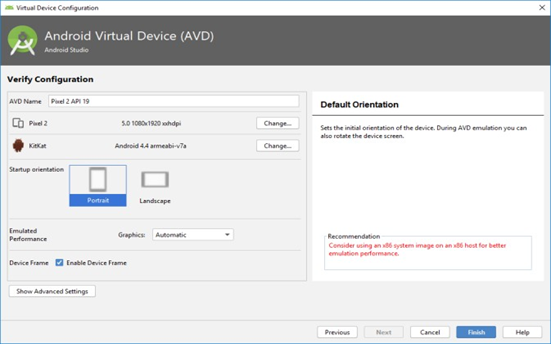 Virtual Device Configuration
Android Virtual Device (AVD)
Android Studio
Verify Configuration
AVD Name Pixel 2 API 19
Pixel 2 5.0 1080x1920 xxhdpi Change...
KitKat Android 4.4 armeabi-v7a Change...
Startup orientation
Portrait Landscape
Emulated
Performance Graphics: Automatic
Device Frame Enable Device Frame
Show Advanced Settings
Default Orientation
Sets the initial orientation of the device. During AVD emulation you can
also rotate the device screen.
Recommendation
Consider using an x86 system image on an x86 host for better
emulation performance.
Previous Next Cancel Finish Help